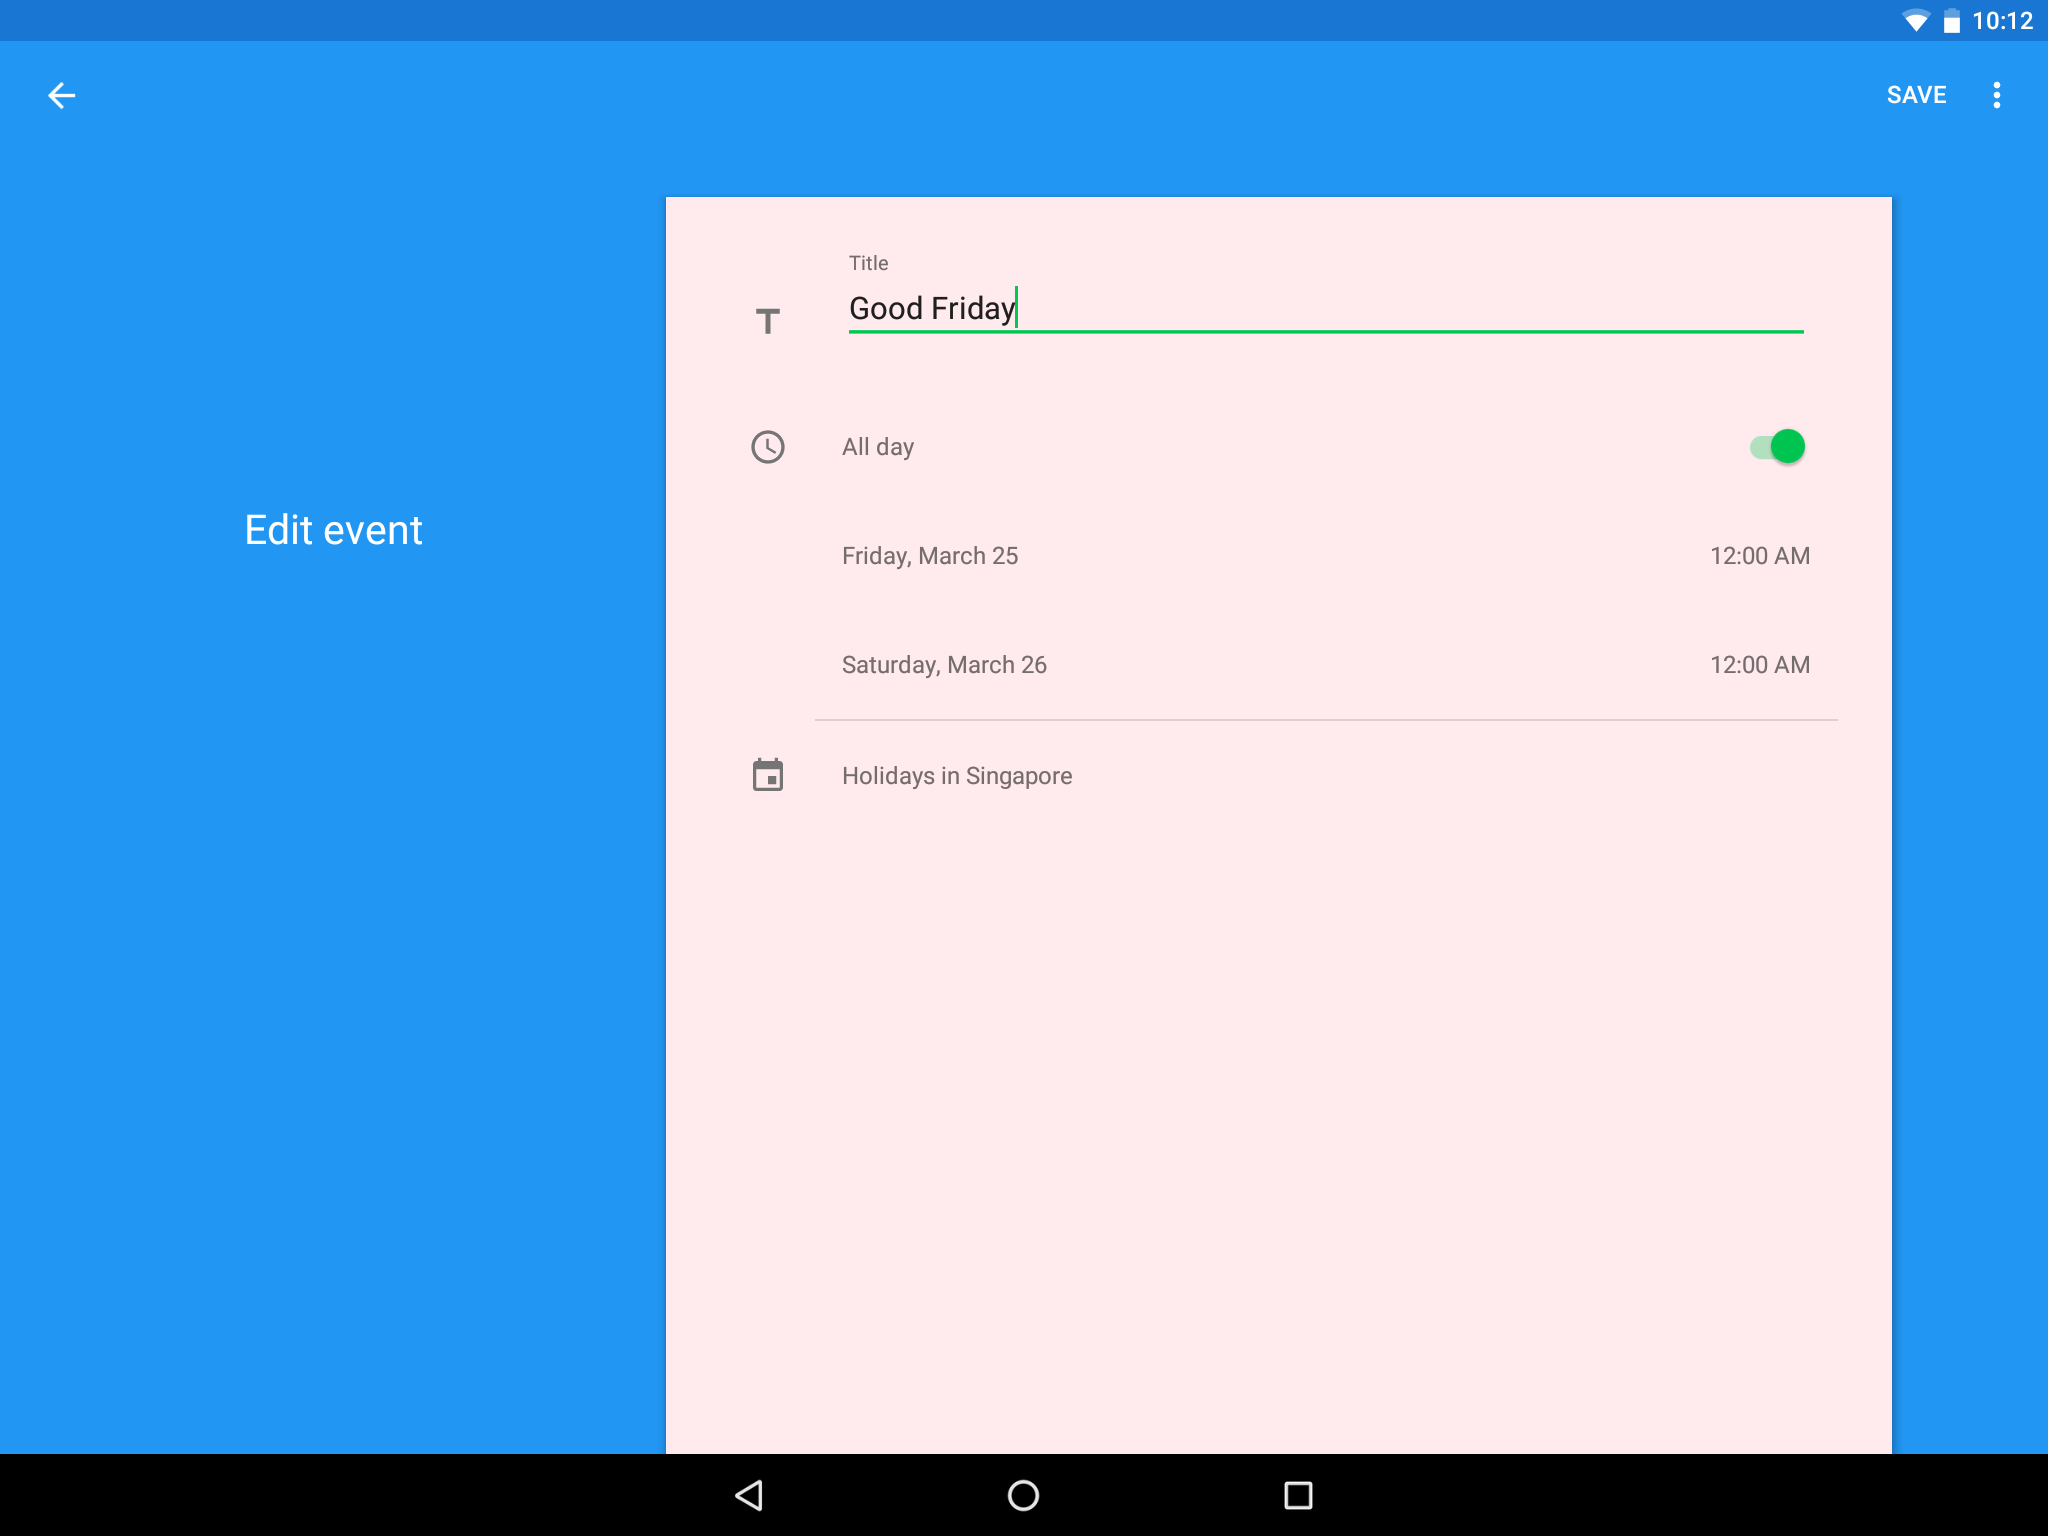 10:12
SAVE
Edit event
Title
Good Friday
All day
Friday, March 25 12:00 AM
Saturday, March 26 12:00 AM
Holidays in Singapore